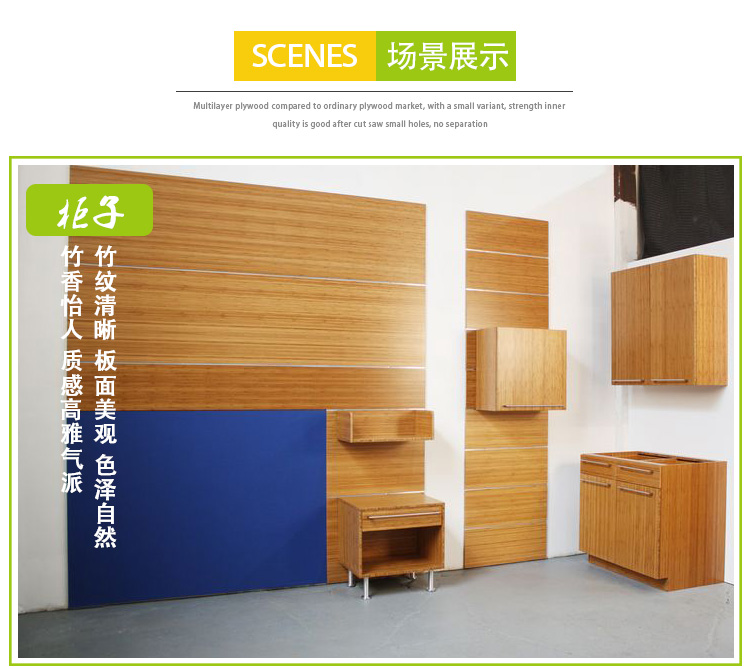 SCENES 场景展示
Multilayer plywood compared to ordinary plywood market, with a small variant, strength inner
quality is good after cut saw small holes, no separation
柜子
竹纹清晰 板面美观 色泽自然
竹香怡人 质感高雅气派